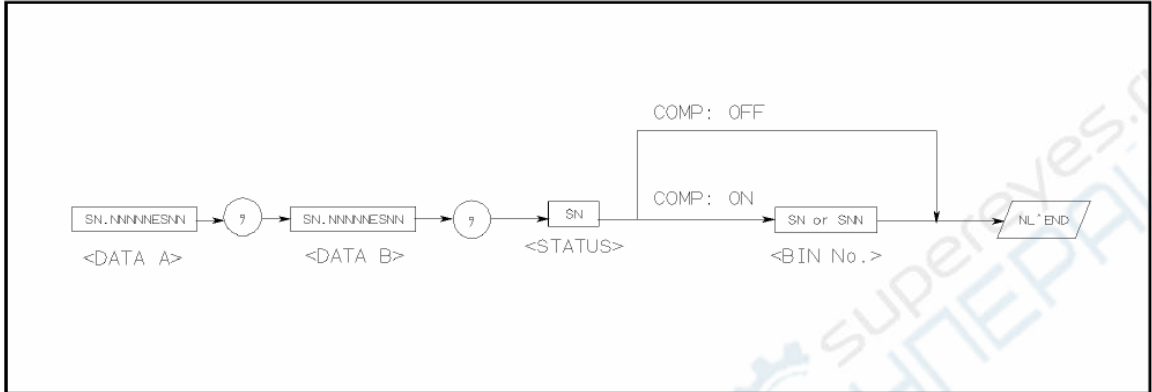 COMP: OFF
COMP: ON
SN.NNNNNESNN , SN.NNNNNESNN , SN SN or SNN NL^END
<DATA A> <DATA B> <STATUS> <BIN No.>
supereyes.